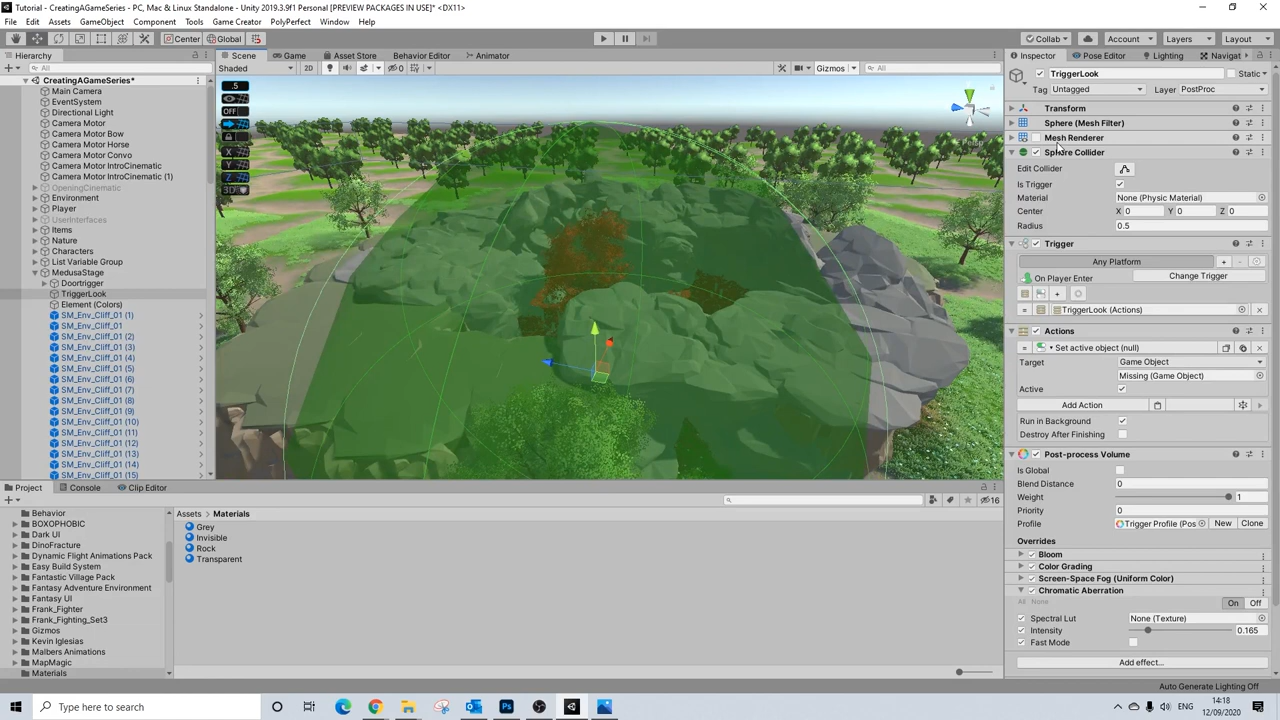 Tutorial - CreatingAGameSeries - PC, Mac & Linux Standalone - Unity 2019.3.9f1 Personal [PREVIEW PACKAGES IN USE]* <DX11>
File Edit Assets GameObject Component Tools Game Creator PolyPerfect Window Help
Center Global Collab Account Layers Layout
Hierarchy Scene Game Asset Store Behavior Editor Animator Inspector Pose Editor Lighting Navigat
All Shaded 2D 0 Gizmos All TriggerLook Static
CreatingAGameSeries*
Main Camera
EventSystem
Directional Light
Camera Motor
Camera Motor Bow
Camera Motor Horse
Camera Motor Convo
Camera Motor IntroCinematic
Camera Motor IntroCinematic (1)
OpeningCinematic
Environment
Player
UserInterfaces
Items
Nature
Characters
List Variable Group
MedusaStage
Doortrigger
TriggerLook
Element (Colors)
SM_Env_Cliff_01 (1)
SM_Env_Cliff_01
SM_Env_Cliff_01 (2)
SM_Env_Cliff_01 (3)
SM_Env_Cliff_01 (4)
SM_Env_Cliff_01 (5)
SM_Env_Cliff_01 (6)
SM_Env_Cliff_01 (7)
SM_Env_Cliff_01 (8)
SM_Env_Cliff_01 (9)
SM_Env_Cliff_01 (10)
SM_Env_Cliff_01 (11)
SM_Env_Cliff_01 (12)
SM_Env_Cliff_01 (13)
SM_Env_Cliff_01 (14)
SM_Env_Cliff_01 (15)
.5
OFF
X
Y
Z
3D
Persp
Tag Untagged Layer PostProc
Transform
Sphere (Mesh Filter)
Mesh Renderer
Sphere Collider
Edit Collider
Is Trigger
Material None (Physic Material)
Center X 0 Y 0 Z 0
Radius 0.5
Trigger
Any Platform
On Player Enter Change Trigger
= TriggerLook (Actions)
Actions
= Set active object (null)
Target Game Object
Missing (Game Object)
Active
Add Action
Run in Background
Destroy After Finishing
Post-process Volume
Is Global
Blend Distance 0
Weight 1
Priority 0
Profile Trigger Profile (Pos New Clone
Overrides
Bloom
Color Grading
Screen-Space Fog (Uniform Color)
Chromatic Aberration
All None On Off
Spectral Lut None (Texture)
Intensity 0.165
Fast Mode
Add effect...
Project Console Clip Editor
16
Behavior
BOXOPHOBIC
Dark UI
DinoFracture
Dynamic Flight Animations Pack
Easy Build System
Fantastic Village Pack
Fantasy Adventure Environment
Fantasy UI
Frank_Fighter
Frank_Fighting_Set3
Gizmos
Kevin Iglesias
Malbers Animations
MapMagic
Materials
Assets Materials
Grey
Invisible
Rock
Transparent
Auto Generate Lighting Off
Type here to search
ENG
14:18
12/09/2020